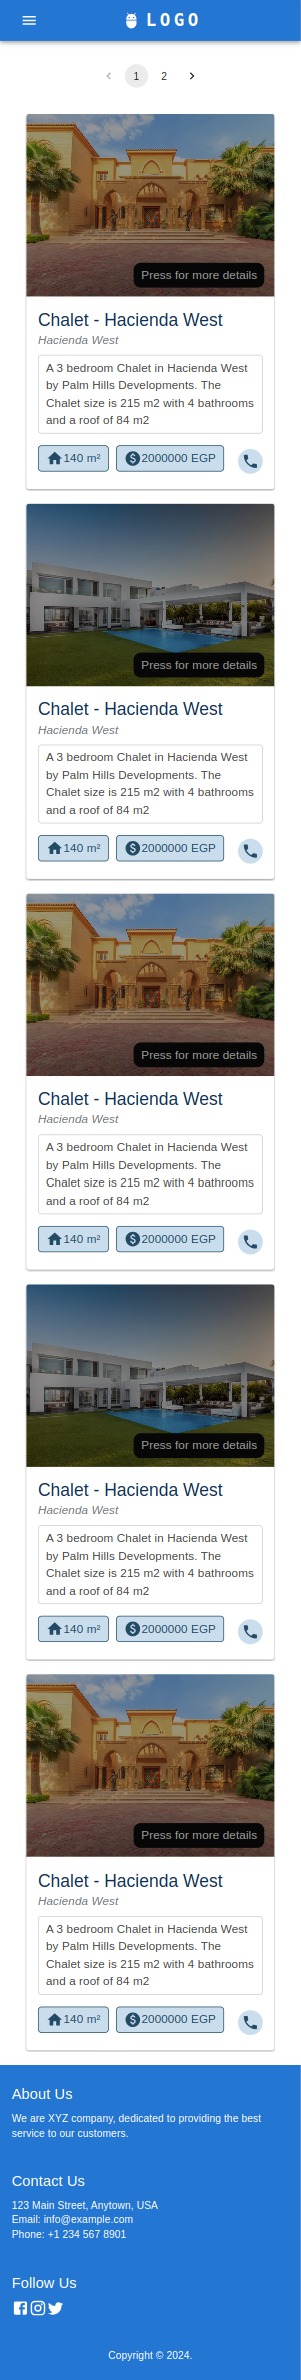 LOGO
1 2
Press for more details
Chalet - Hacienda West
Hacienda West
A 3 bedroom Chalet in Hacienda West
by Palm Hills Developments. The
Chalet size is 215 m2 with 4 bathrooms
and a roof of 84 m2
140 m² 2000000 EGP
Press for more details
Chalet - Hacienda West
Hacienda West
A 3 bedroom Chalet in Hacienda West
by Palm Hills Developments. The
Chalet size is 215 m2 with 4 bathrooms
and a roof of 84 m2
140 m² 2000000 EGP
Press for more details
Chalet - Hacienda West
Hacienda West
A 3 bedroom Chalet in Hacienda West
by Palm Hills Developments. The
Chalet size is 215 m2 with 4 bathrooms
and a roof of 84 m2
140 m² 2000000 EGP
Press for more details
Chalet - Hacienda West
Hacienda West
A 3 bedroom Chalet in Hacienda West
by Palm Hills Developments. The
Chalet size is 215 m2 with 4 bathrooms
and a roof of 84 m2
140 m² 2000000 EGP
Press for more details
Chalet - Hacienda West
Hacienda West
A 3 bedroom Chalet in Hacienda West
by Palm Hills Developments. The
Chalet size is 215 m2 with 4 bathrooms
and a roof of 84 m2
140 m² 2000000 EGP
About Us
We are XYZ company, dedicated to providing the best
service to our customers.
Contact Us
123 Main Street, Anytown, USA
Email: info@example.com
Phone: +1 234 567 8901
Follow Us
Copyright © 2024.